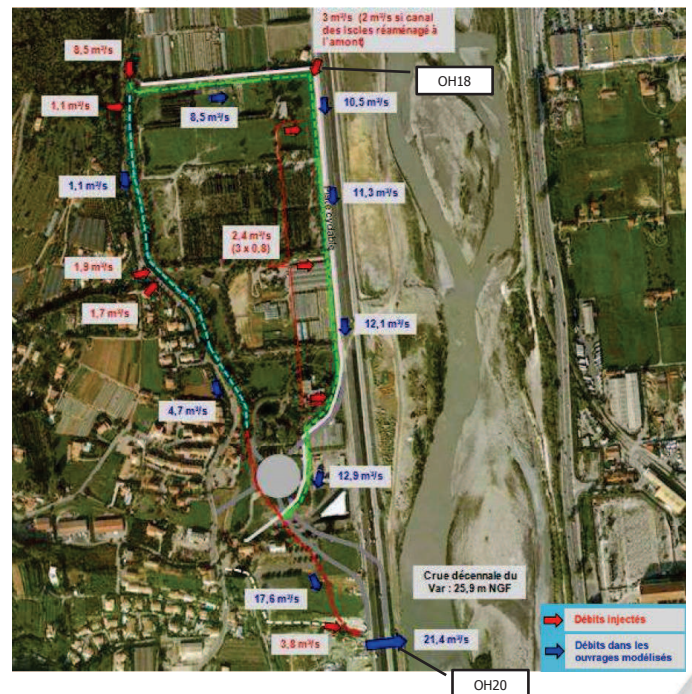 3 m³/s (2 m³/s si canal
des Iscles réaménagé à
l'amont)
8,5 m³/s
OH18
1,1 m³/s
8,5 m³/s
10,5 m³/s
1,1 m³/s
11,3 m³/s
Piste cyclable
2,4 m³/s
(3 x 0,8)
1,9 m³/s
1,7 m³/s
12,1 m³/s
4,7 m³/s
12,9 m³/s
Crue décennale du
Var : 25,9 m NGF
17,6 m³/s
3,8 m³/s
21,4 m³/s
Débits injectés
Débits dans les
ouvrages modélisés
OH20